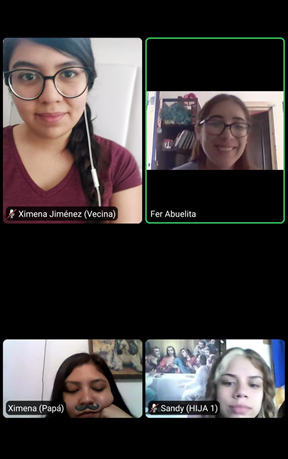 Ximena Jiménez (Vecina)
Fer Abuelita
Ximena (Papá)
Sandy (HIJA 1)